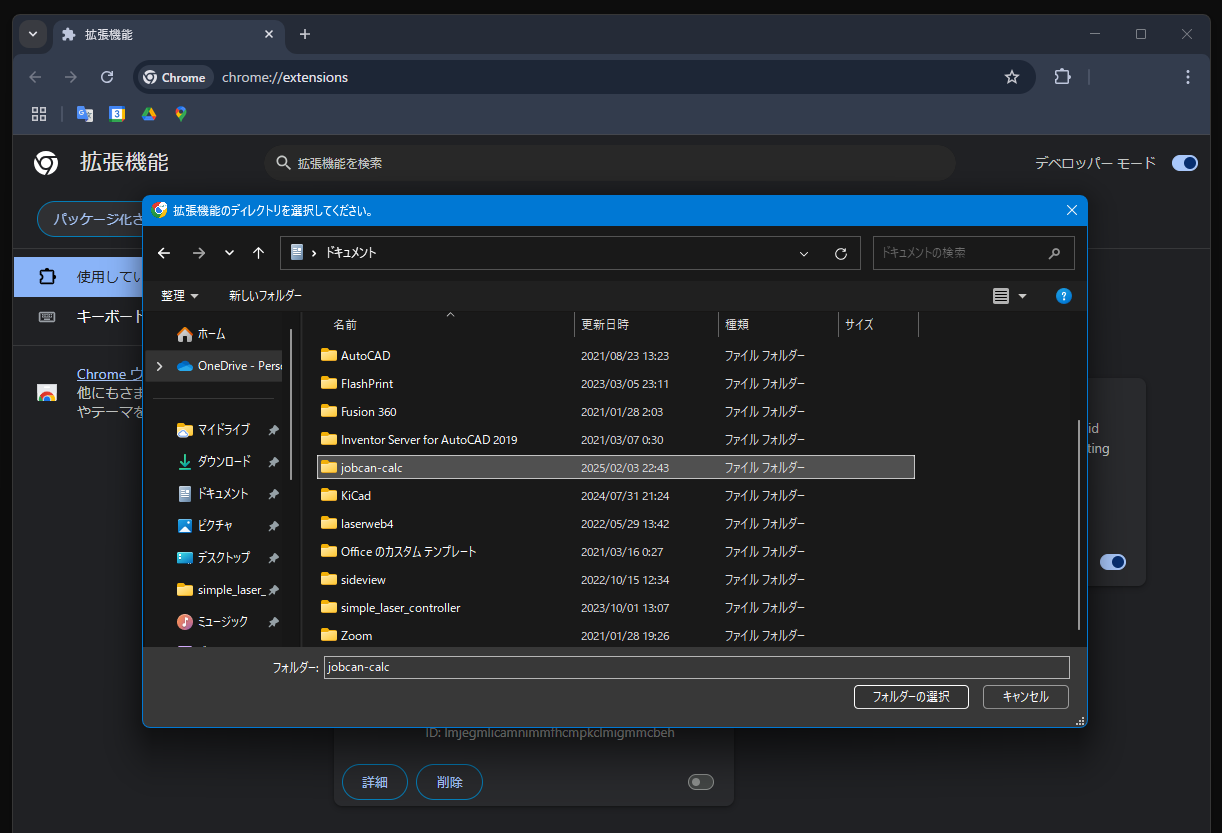 拡張機能
Chrome
chrome://extensions
拡張機能
拡張機能を検索
デベロッパー モード
パッケージ化さ
拡張機能のディレクトリを選択してください。
ドキュメント
ドキュメントの検索
整理
新しいフォルダー
使用してい
キーボート
Chrome ウ
他にもさま
やテーマを
ホーム
OneDrive - Perso
マイドライブ
ダウンロード
ドキュメント
ピクチャ
デスクトップ
simple_laser_
ミュージック
名前 更新日時 種類 サイズ
AutoCAD 2021/08/23 13:23 ファイル フォルダー
FlashPrint 2023/03/05 23:11 ファイル フォルダー
Fusion 360 2021/01/28 2:03 ファイル フォルダー
Inventor Server for AutoCAD 2019 2021/03/07 0:30 ファイル フォルダー
jobcan-calc 2025/02/03 22:43 ファイル フォルダー
KiCad 2024/07/31 21:24 ファイル フォルダー
laserweb4 2022/05/29 13:42 ファイル フォルダー
Office のカスタム テンプレート 2021/03/16 0:27 ファイル フォルダー
sideview 2022/10/15 12:34 ファイル フォルダー
simple_laser_controller 2023/10/01 13:07 ファイル フォルダー
Zoom 2021/01/28 19:26 ファイル フォルダー
id
ting
フォルダー: jobcan-calc
フォルダーの選択
キャンセル
ID: lmjegmlicamnimmfhcmpkclmigmmcbeh
詳細
削除